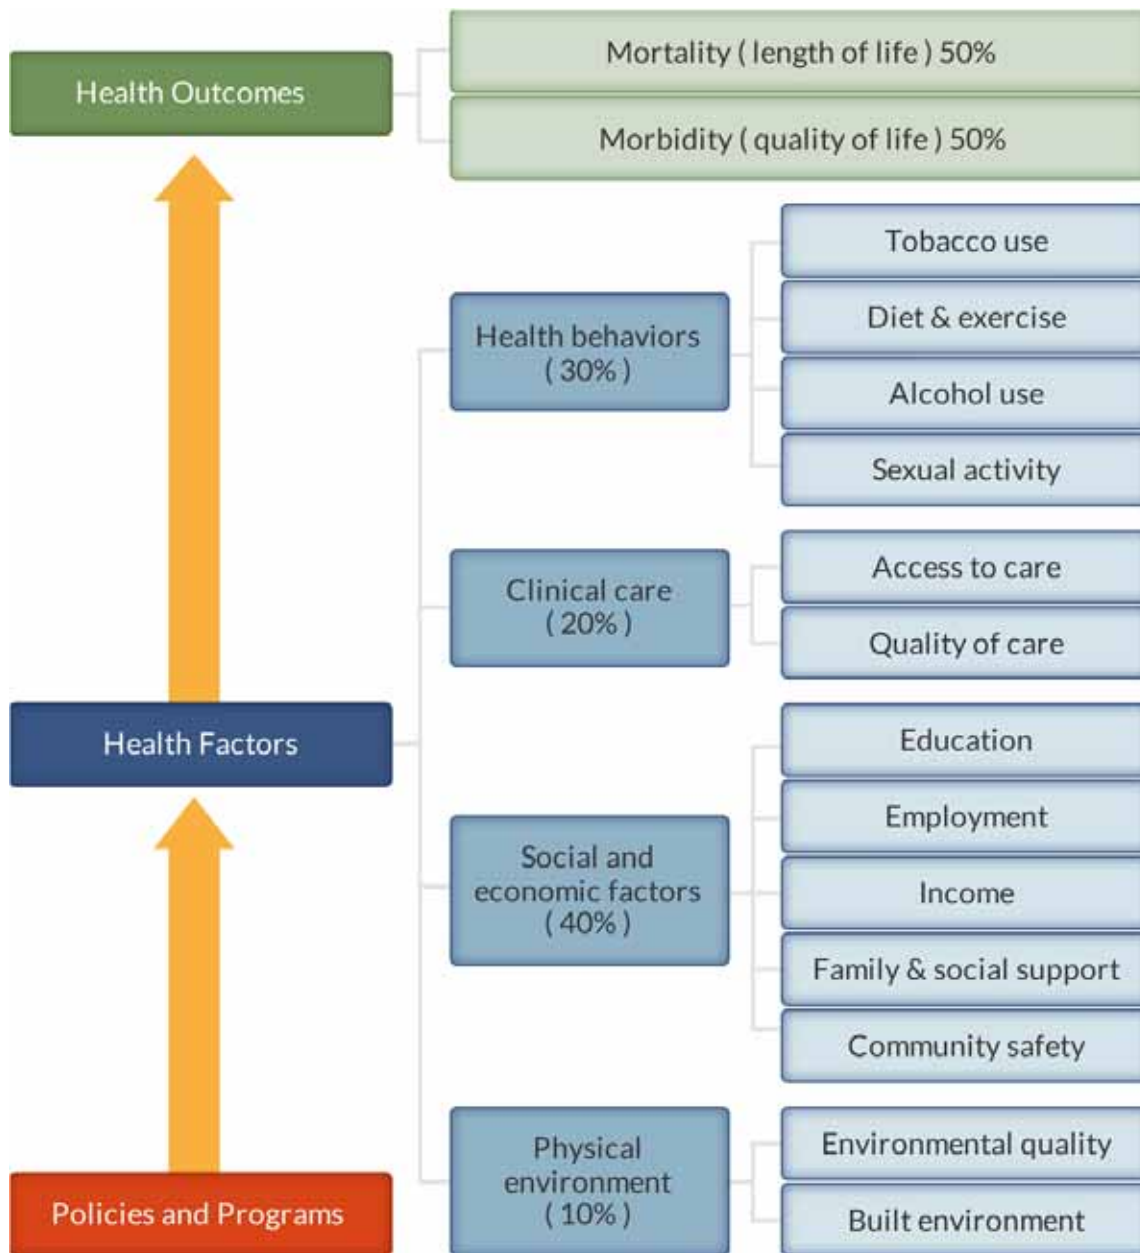 Health Outcomes
Mortality ( length of life ) 50%
Morbidity ( quality of life ) 50%
Health Factors
Health behaviors
( 30% )
Tobacco use
Diet & exercise
Alcohol use
Sexual activity
Clinical care
( 20% )
Access to care
Quality of care
Social and
economic factors
( 40% )
Education
Employment
Income
Family & social support
Community safety
Physical
environment
( 10% )
Environmental quality
Built environment
Policies and Programs